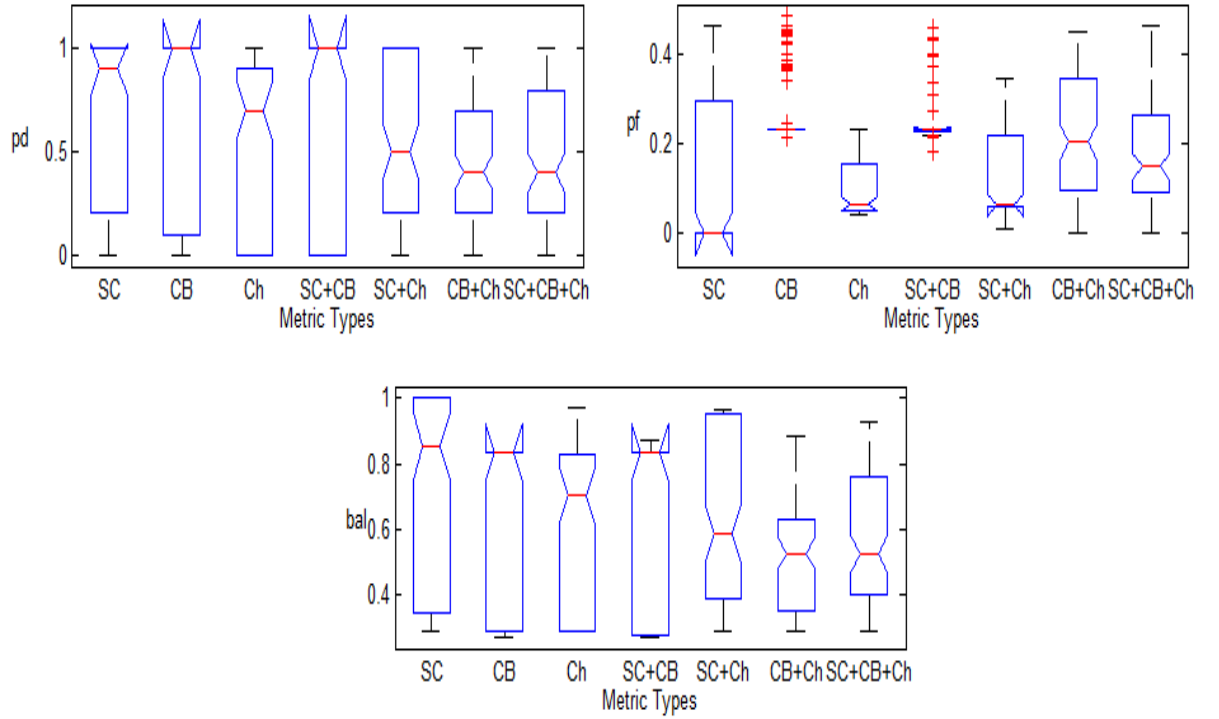 1
0.5
0
pd
SC CB Ch SC+CB SC+Ch CB+Ch SC+CB+Ch
Metric Types
0.4
0.2
0
pf
SC CB Ch SC+CB SC+Ch CB+Ch SC+CB+Ch
Metric Types
1
0.8
0.6
0.4
bal
SC CB Ch SC+CB SC+Ch CB+Ch SC+CB+Ch
Metric Types